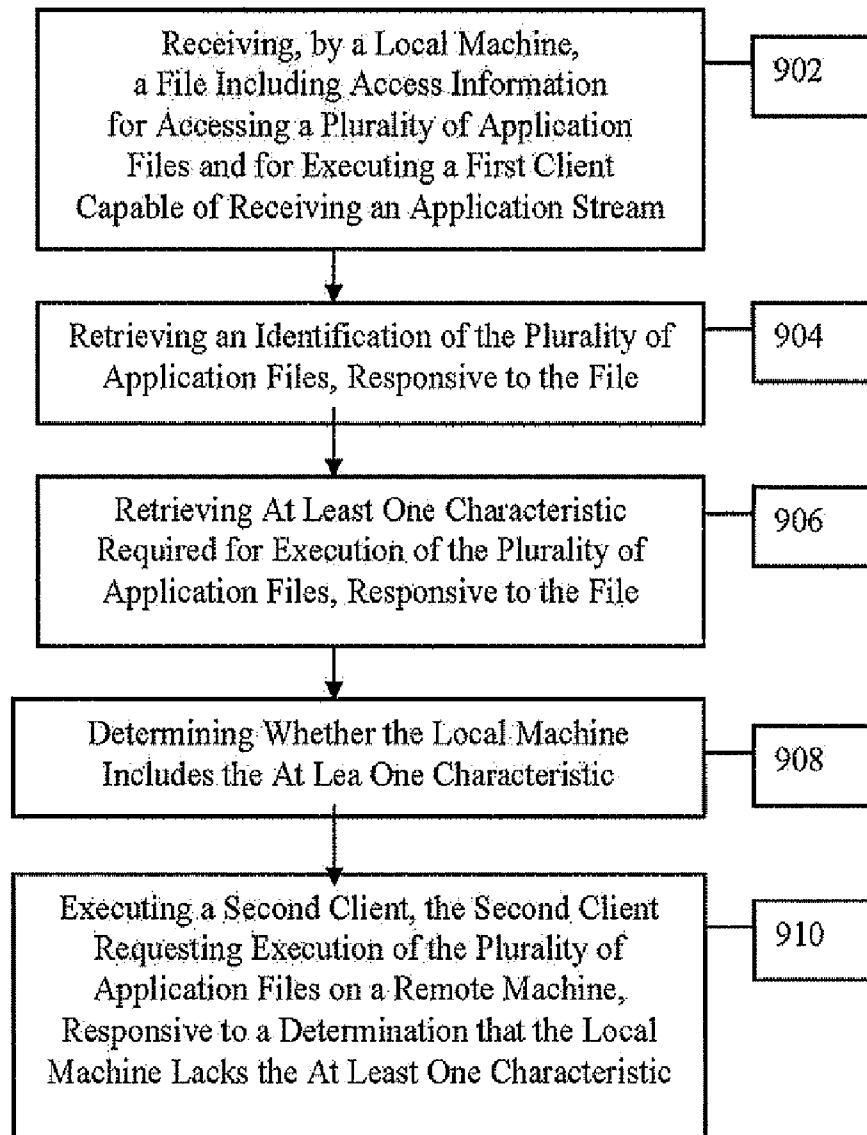 Receiving, by a Local Machine,
a File Including Access Information
for Accessing a Plurality of Application
Files and for Executing a First Client
Capable of Receiving an Application Stream
902
Retrieving an Identification of the Plurality of
Application Files, Responsive to the File
904
Retrieving At Least One Characteristic
Required for Execution of the Plurality of
Application Files, Responsive to the File
906
Determining Whether the Local Machine
Includes the At Lea One Characteristic
908
Executing a Second Client, the Second Client
Requesting Execution of the Plurality of
Application Files on a Remote Machine,
Responsive to a Determination that the Local
Machine Lacks the At Least One Characteristic
910